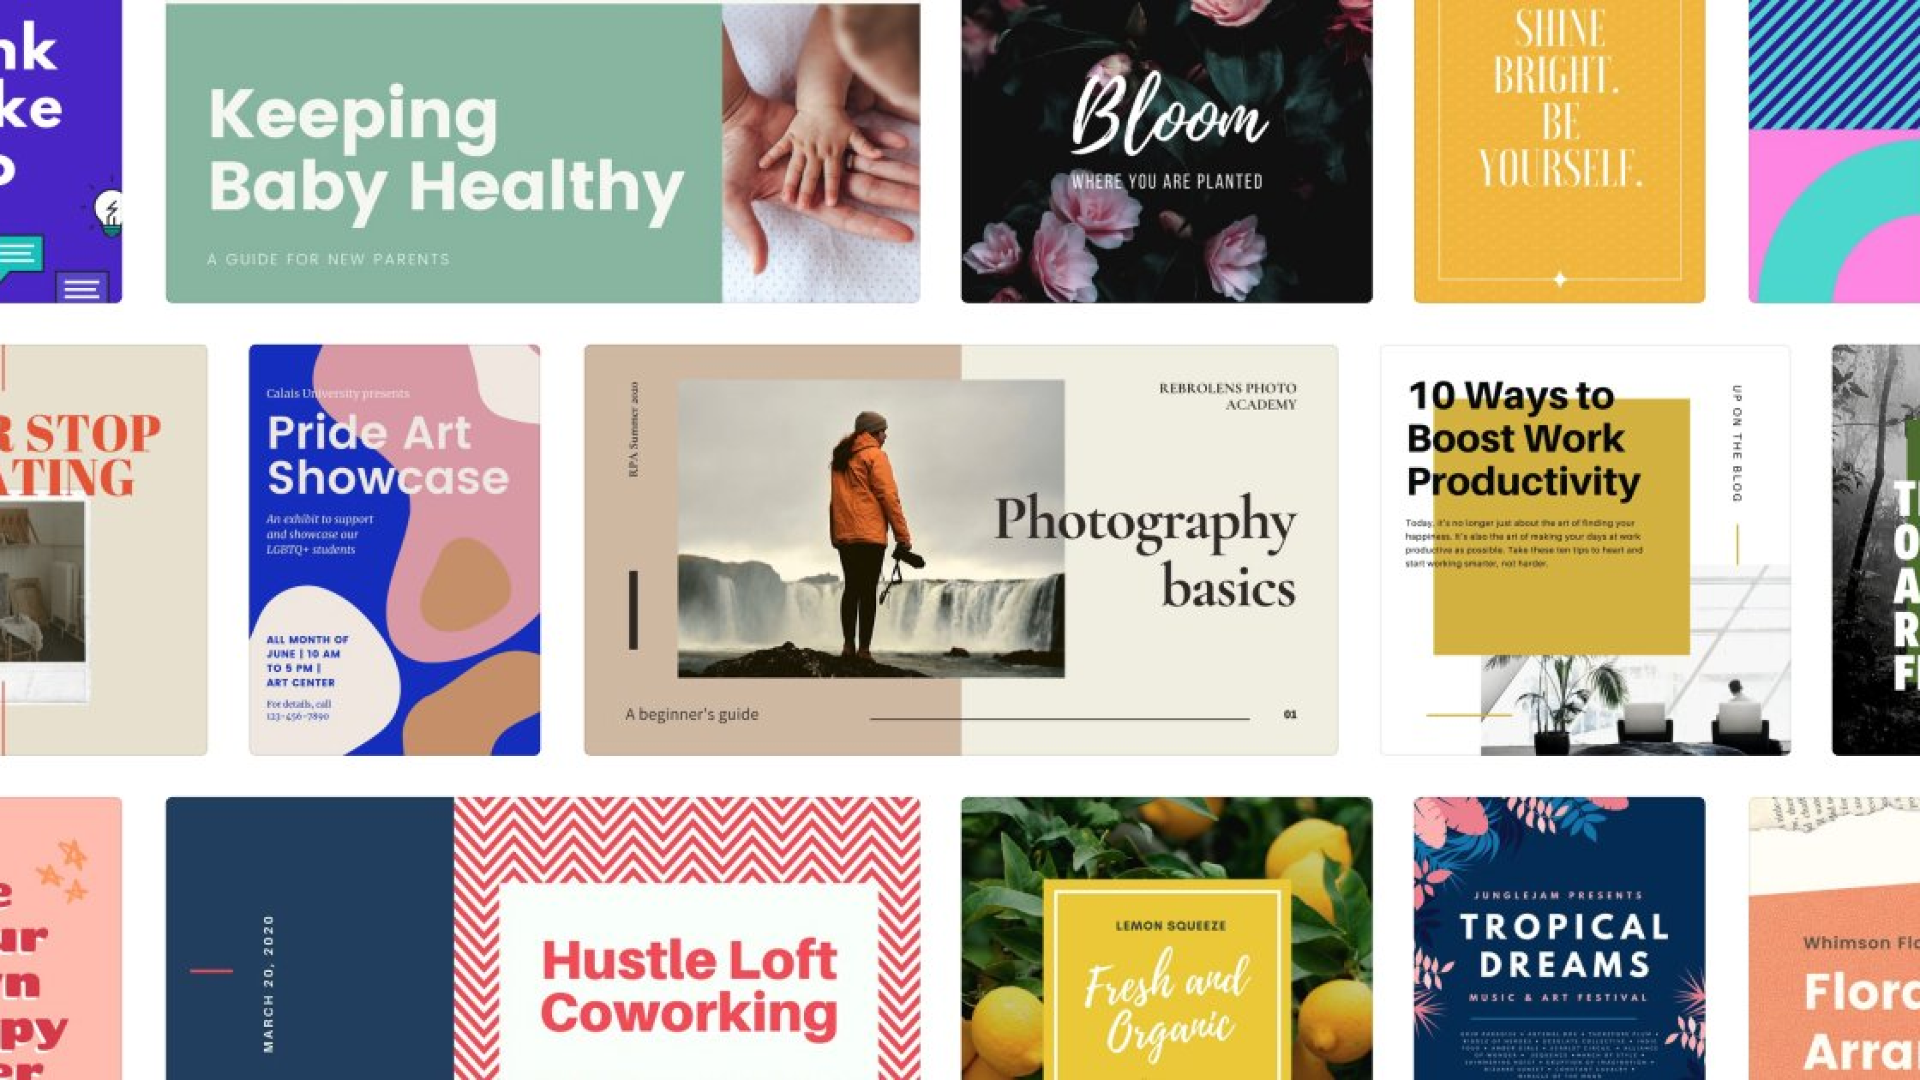 Keeping
Baby Healthy
A GUIDE FOR NEW PARENTS
Bloom
WHERE YOU ARE PLANTED
SHINE
BRIGHT.
BE
YOURSELF.
R STOP
ATING
Calais University presents
Pride Art
Showcase
An exhibit to support
and showcase our
LGBTQ+ students
ALL MONTH OF
JUNE | 10 AM
TO 5 PM |
ART CENTER
For details, call
123-456-7890
RPA Summer 2020
REBROLENS PHOTO
ACADEMY
Photography
basics
A beginner's guide
01
10 Ways to
Boost Work
Productivity
Today, it's no longer just about the art of finding your
happiness. It's also the art of making your days at work
productive as possible. Take these ten tips to heart and
start working smarter, not harder.
UP ON THE BLOG
MARCH 20, 2020
Hustle Loft
Coworking
LEMON SQUEEZE
Fresh and
Organic
JUNGLEJAM PRESENTS
TROPICAL
DREAMS
MUSIC & ART FESTIVAL
Whimson Flo
Flora
Arra